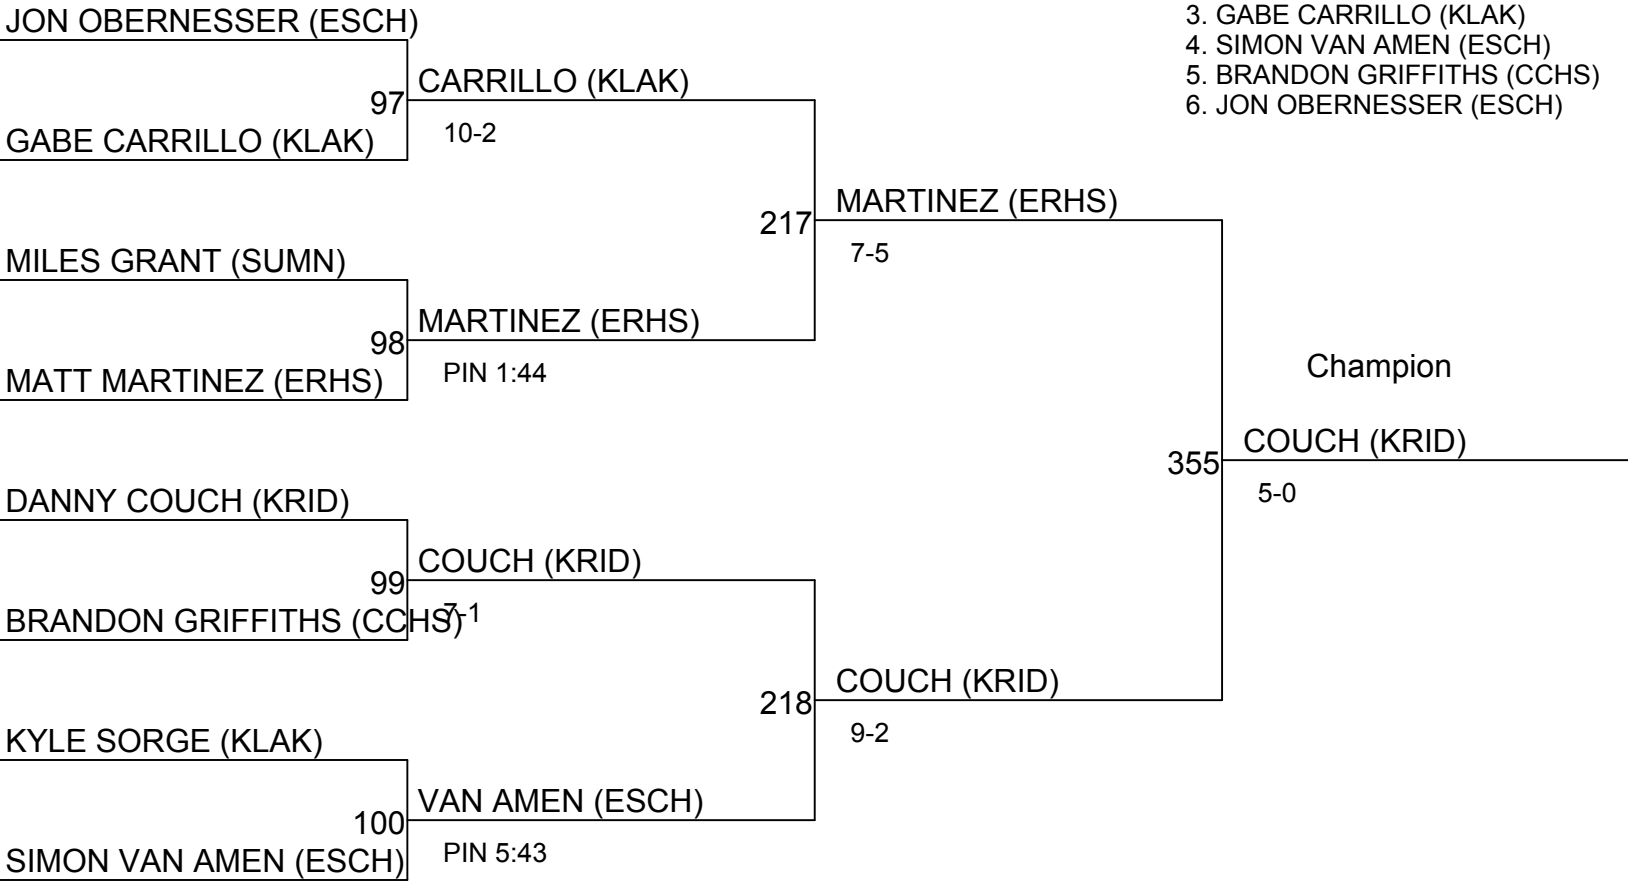 JON OBERNESSER (ESCH)
97
GABE CARRILLO (KLAK)
CARRILLO (KLAK)
10-2
MILES GRANT (SUMN)
98
MATT MARTINEZ (ERHS)
MARTINEZ (ERHS)
PIN 1:44
217
MARTINEZ (ERHS)
7-5
DANNY COUCH (KRID)
99
BRANDON GRIFFITHS (CCHS)
COUCH (KRID)
7-1
KYLE SORGE (KLAK)
100
SIMON VAN AMEN (ESCH)
VAN AMEN (ESCH)
PIN 5:43
218
COUCH (KRID)
9-2
355
Champion
COUCH (KRID)
5-0
3. GABE CARRILLO (KLAK)
4. SIMON VAN AMEN (ESCH)
5. BRANDON GRIFFITHS (CCHS)
6. JON OBERNESSER (ESCH)